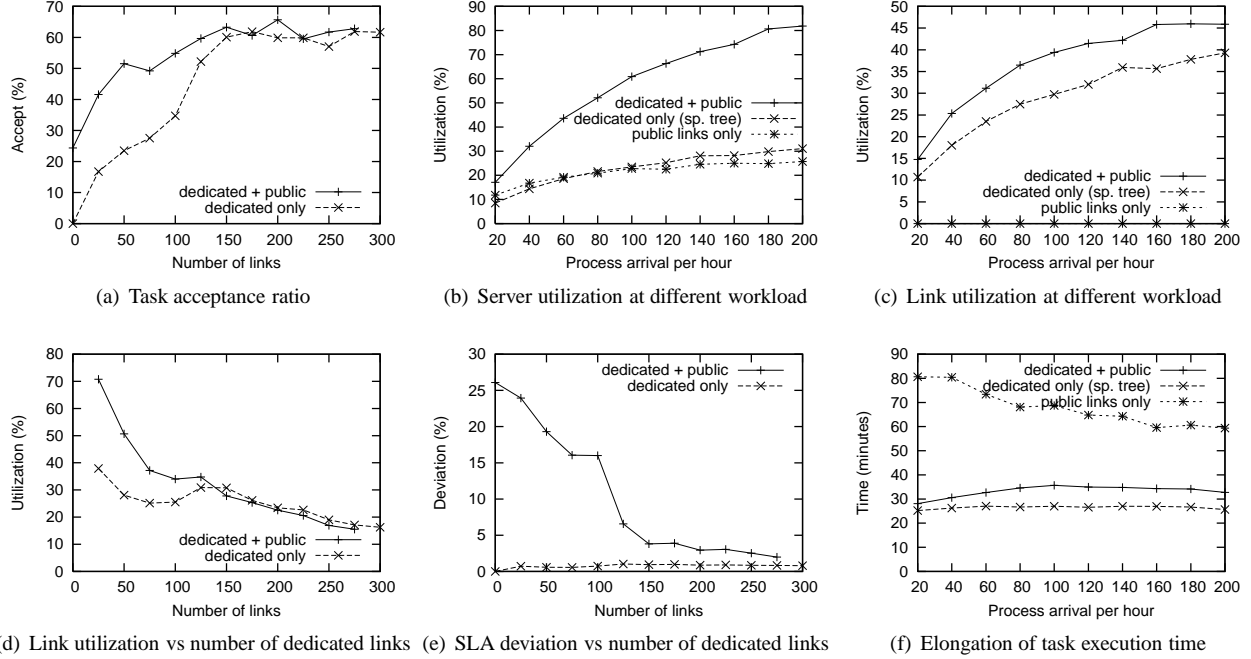 70
60
50
40
30
20
10
0
Accept (%)
dedicated + public
dedicated only
0 50 100 150 200 250 300
Number of links
(a) Task acceptance ratio
90
80
70
60
50
40
30
20
10
0
Utilization (%)
dedicated + public
dedicated only (sp. tree)
public links only
20 40 60 80 100 120 140 160 180 200
Process arrival per hour
(b) Server utilization at different workload
50
45
40
35
30
25
20
15
10
5
0
Utilization (%)
dedicated + public
dedicated only (sp. tree)
public links only
20 40 60 80 100 120 140 160 180 200
Process arrival per hour
(c) Link utilization at different workload
80
70
60
50
40
30
20
10
0
Utilization (%)
dedicated + public
dedicated only
0 50 100 150 200 250 300
Number of links
d) Link utilization vs number of dedicated links
30
25
20
15
10
5
0
Deviation (%)
dedicated + public
dedicated only
0 50 100 150 200 250 300
Number of links
(e) SLA deviation vs number of dedicated links
90
80
70
60
50
40
30
20
10
0
Time (minutes)
dedicated + public
dedicated only (sp. tree)
public links only
20 40 60 80 100 120 140 160 180 200
Process arrival per hour
(f) Elongation of task execution time